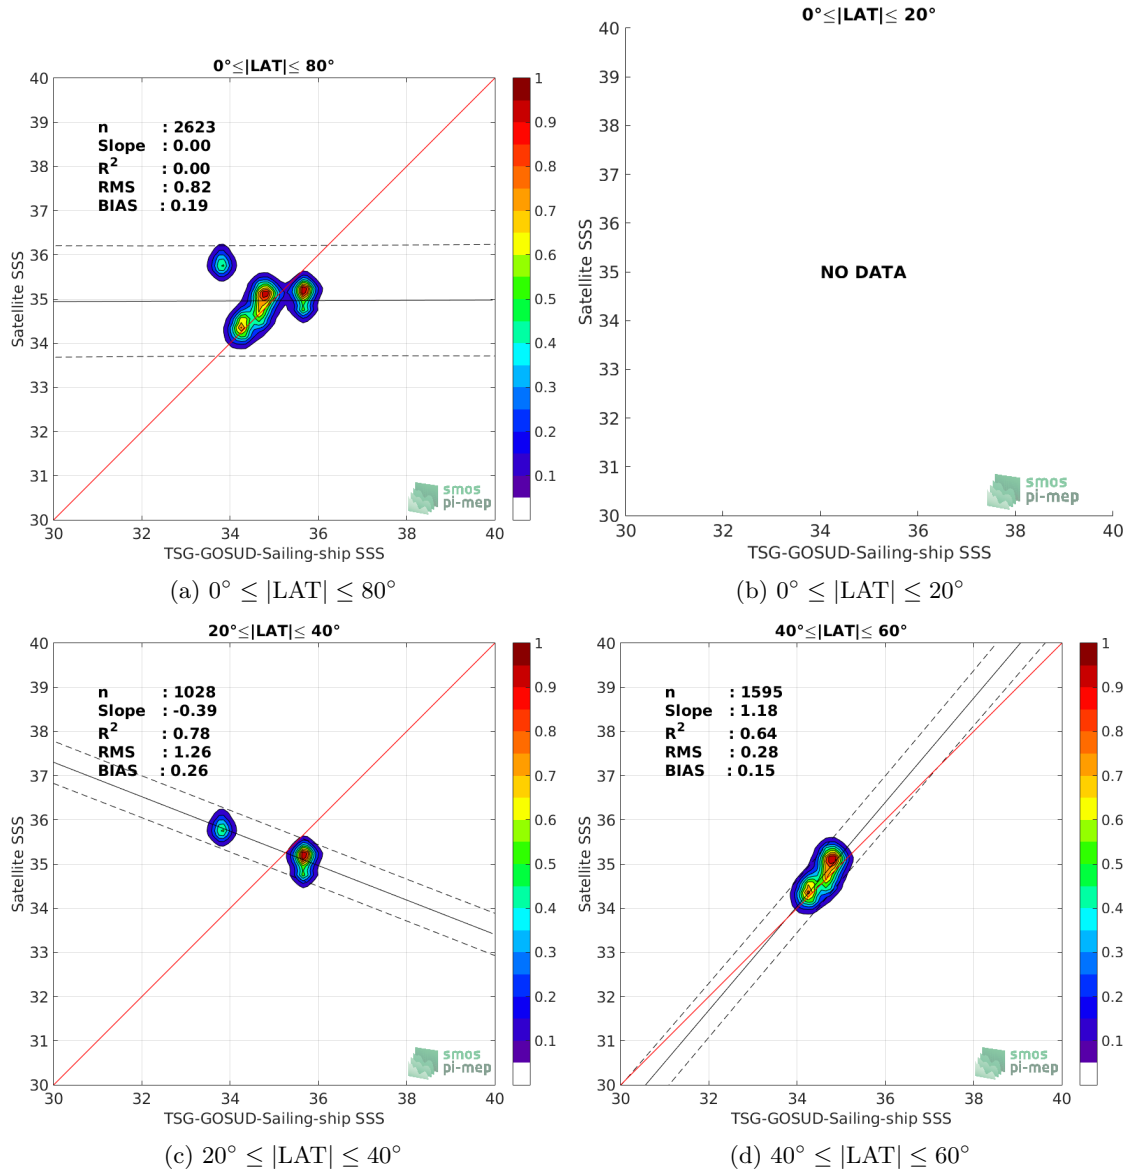 0°≤|LAT|≤ 80°
40
39
38
37
36
35
34
33
32
31
30
30
32
34
36
38
40
n : 2623
Slope : 0.00
R2 : 0.00
RMS : 0.82
BIAS : 0.19
Satellite SSS
TSG-GOSUD-Sailing-ship SSS
smos
pi-mep
1
0.9
0.8
0.7
0.6
0.5
0.4
0.3
0.2
0.1
(a) 0° ≤ |LAT| ≤ 80°
0°≤|LAT|≤ 20°
40
39
38
37
36
35
34
33
32
31
30
30
32
34
36
38
40
NO DATA
Satellite SSS
TSG-GOSUD-Sailing-ship SSS
smos
pi-mep
(b) 0° ≤ |LAT| ≤ 20°
20°≤|LAT|≤ 40°
40
39
38
37
36
35
34
33
32
31
30
30
32
34
36
38
40
n : 1028
Slope : -0.39
R2 : 0.78
RMS : 1.26
BIAS : 0.26
Satellite SSS
TSG-GOSUD-Sailing-ship SSS
smos
pi-mep
1
0.9
0.8
0.7
0.6
0.5
0.4
0.3
0.2
0.1
(c) 20° ≤ |LAT| ≤ 40°
40°≤|LAT|≤ 60°
40
39
38
37
36
35
34
33
32
31
30
30
32
34
36
38
40
n : 1595
Slope : 1.18
R2 : 0.64
RMS : 0.28
BIAS : 0.15
Satellite SSS
TSG-GOSUD-Sailing-ship SSS
smos
pi-mep
1
0.9
0.8
0.7
0.6
0.5
0.4
0.3
0.2
0.1
(d) 40° ≤ |LAT| ≤ 60°